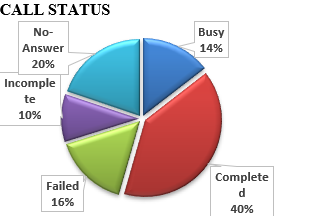 CALL STATUS
No-
Answer
20%
Busy
14%
Incomple
te
10%
Failed
16%
Complete
d
40%